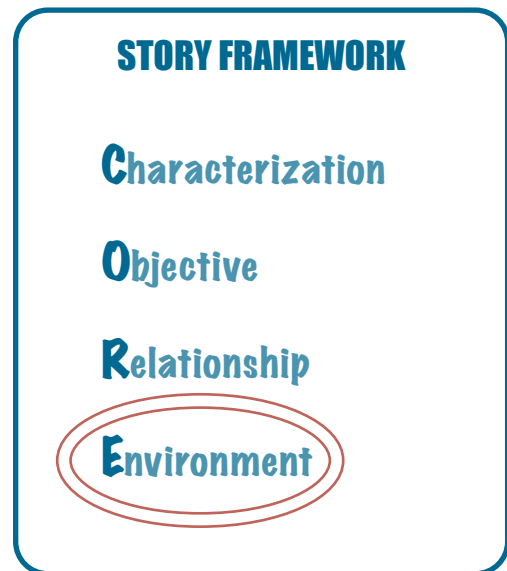 STORY FRAMEWORK
Characterization
Objective
Relationship
Environment